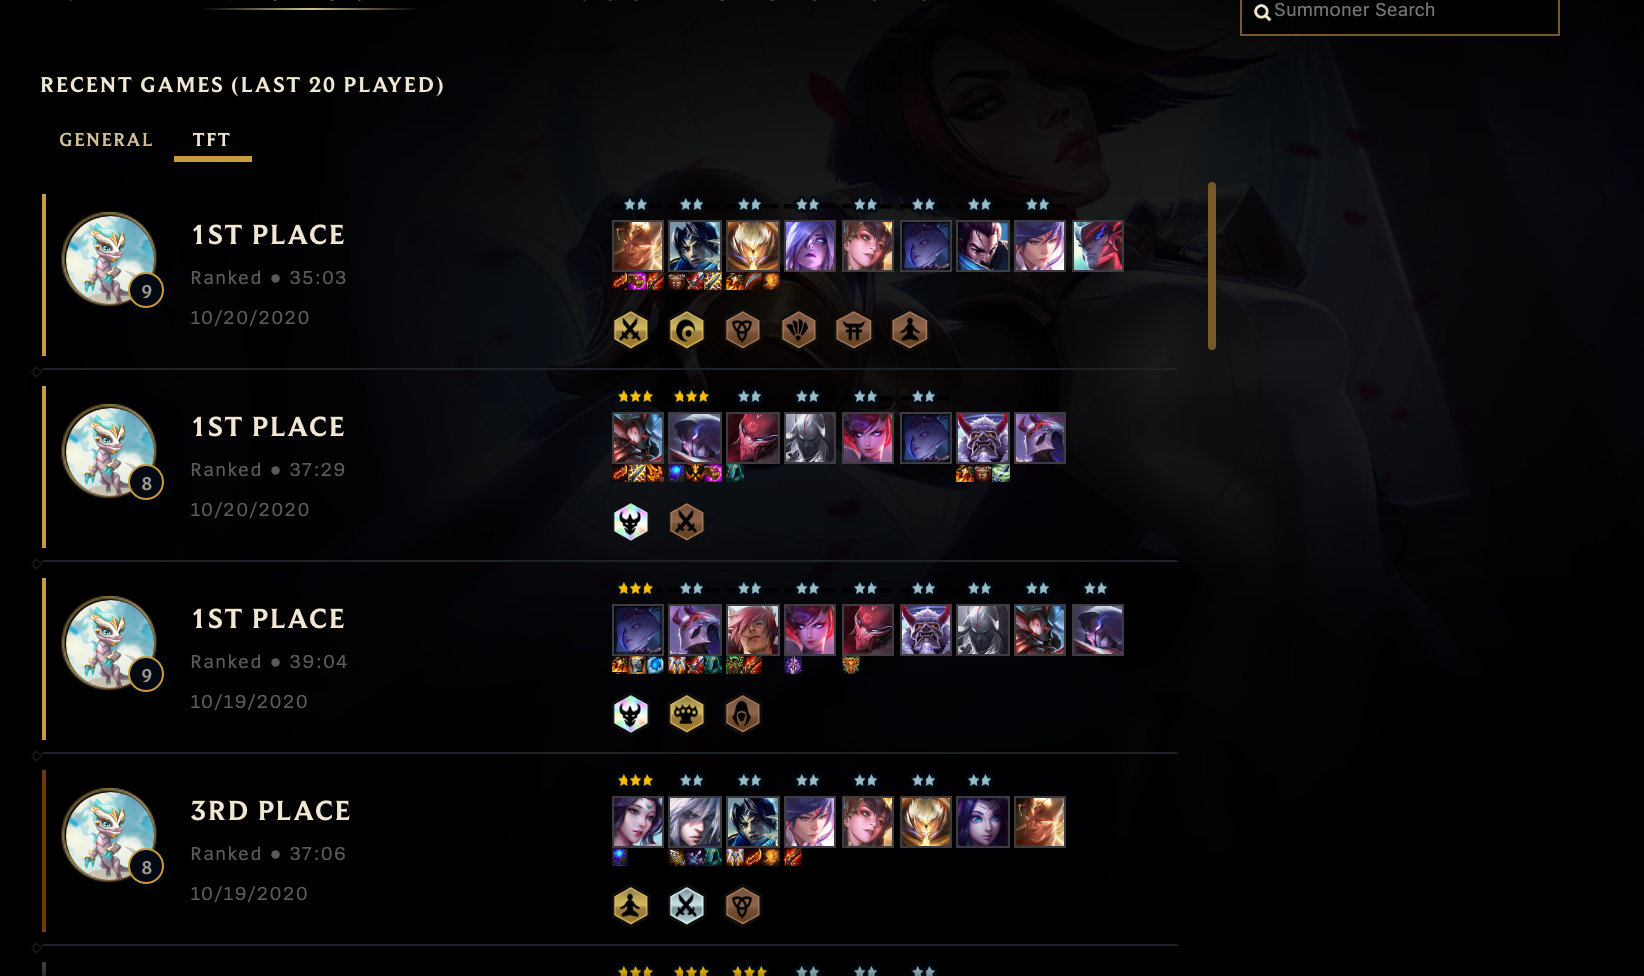 Summoner Search
RECENT GAMES (LAST 20 PLAYED)
GENERAL TFT
1ST PLACE
Ranked • 35:03
10/20/2020
9
1ST PLACE
Ranked • 37:29
10/20/2020
8
1ST PLACE
Ranked • 39:04
10/19/2020
9
3RD PLACE
Ranked • 37:06
10/19/2020
8